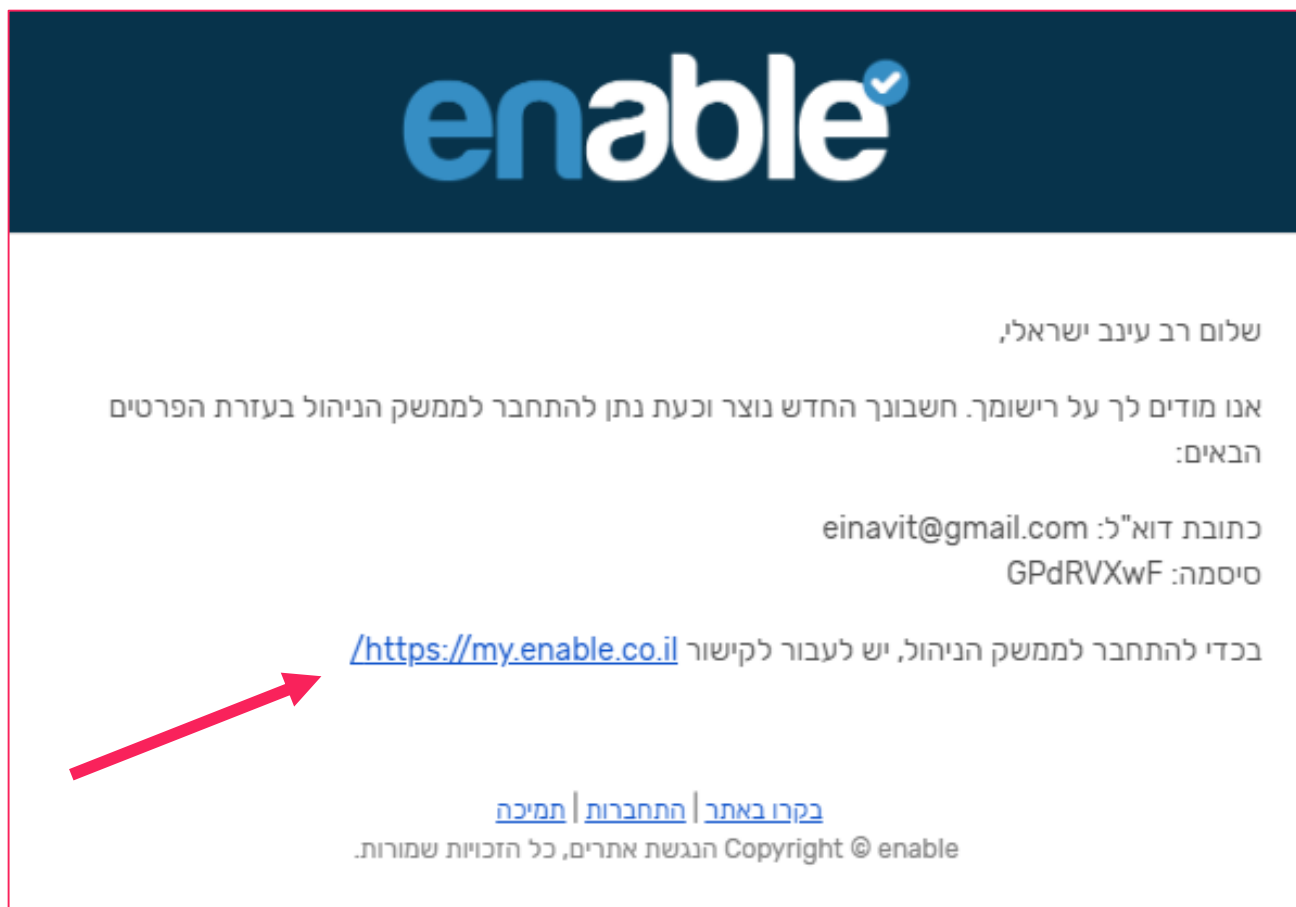 enable
שלום רב עינב ישראלי,
אנו מודים לך על רישומך. חשבונך החדש נוצר וכעת נתן להתחבר לממשק הניהול בעזרת הפרטים
הבאים:
כתובת דוא"ל: einavit@gmail.com
סיסמה: GPdRVXwF
בכדי להתחבר לממשק הניהול, יש לעבור לקישור https://my.enable.co.il/
בקרו באתר | התחברות | תמיכה
Copyright © enable הנגשת אתרים, כל הזכויות שמורות.